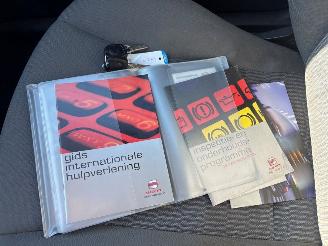 gids
internationale
hulpverlening
inspectie en
onderhouds-
programma